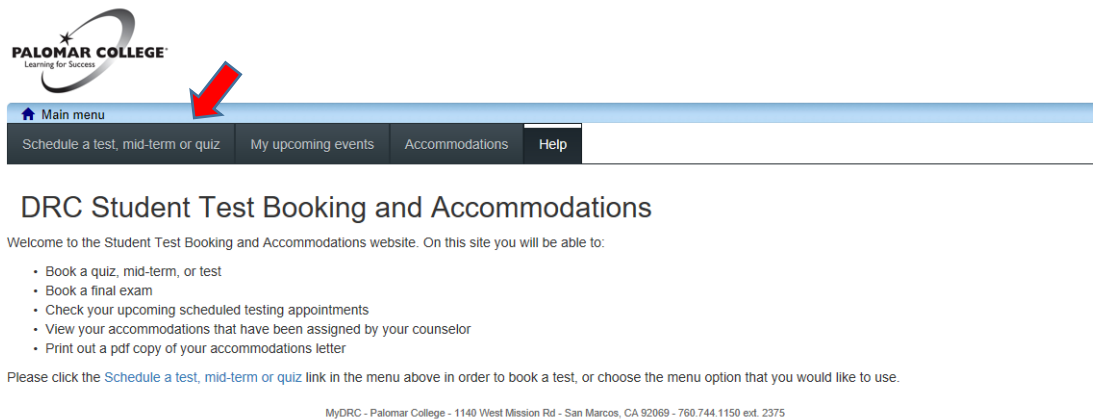 PALOMAR COLLEGE
Learning for Success
Main menu
Schedule a test, mid-term or quiz My upcoming events Accommodations Help
DRC Student Test Booking and Accommodations
Welcome to the Student Test Booking and Accommodations website. On this site you will be able to:
• Book a quiz, mid-term, or test
• Book a final exam
• Check your upcoming scheduled testing appointments
• View your accommodations that have been assigned by your counselor
• Print out a pdf copy of your accommodations letter
Please click the Schedule a test, mid-term or quiz link in the menu above in order to book a test, or choose the menu option that you would like to use.
MyDRC - Palomar College - 1140 West Mission Rd - San Marcos, CA 92069 - 760.744.1150 ext. 2375